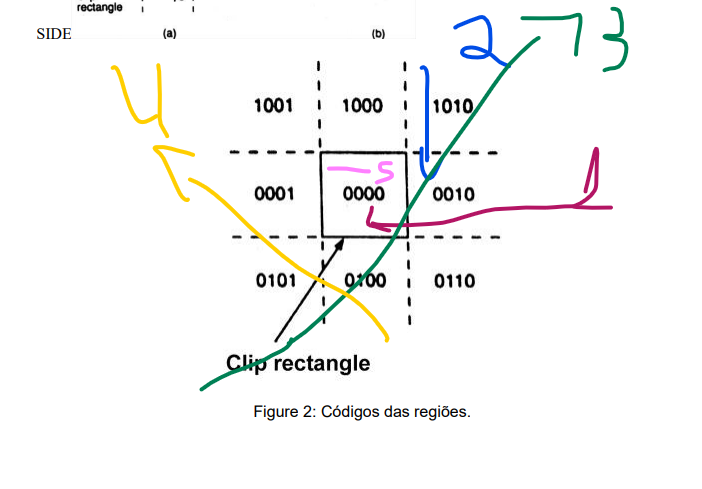 rectangle
SIDE (a) (b)
2 3
4
1001 1000 1010
5
0001 0000 0010
1
0101 0100 0110
Clip rectangle
Figure 2: Códigos das regiões.